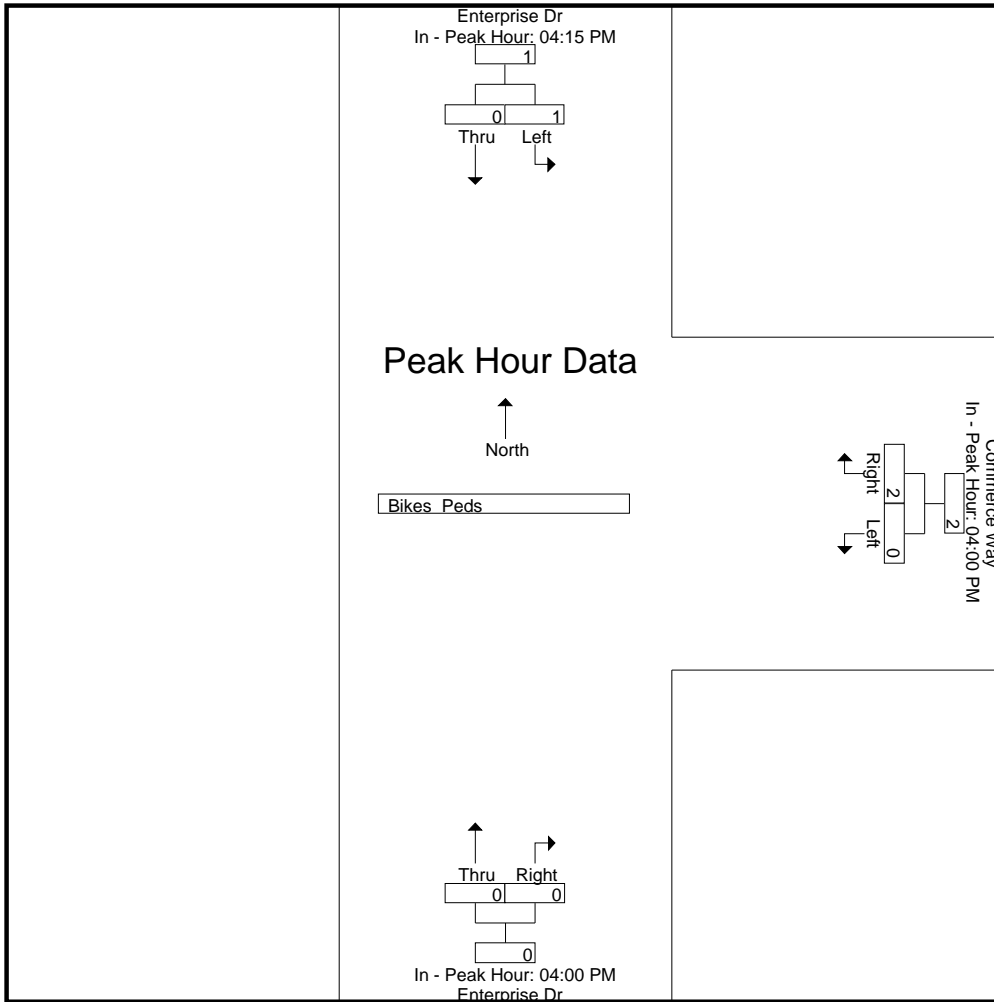 Enterprise Dr
In - Peak Hour: 04:15 PM
1
0 1
Thru Left
Peak Hour Data
North
Bikes Peds
Commerce Way
In - Peak Hour: 04:00 PM
2
Right Left
2 0
Thru Right
0 0
0
In - Peak Hour: 04:00 PM
Enterprise Dr